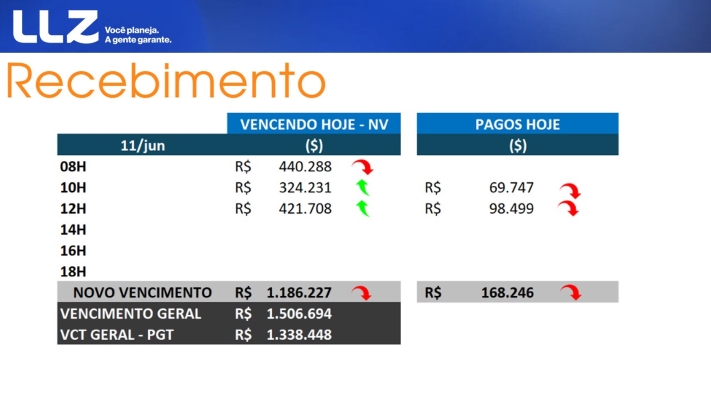 LLZ
Você planeja.
A gente garante.
Recebimento
VENCENDO HOJE - NV PAGOS HOJE
11/jun ($) ($)
08H R$ 440.288
10H R$ 324.231 R$ 69.747
12H R$ 421.708 R$ 98.499
14H
16H
18H
NOVO VENCIMENTO R$ 1.186.227 R$ 168.246
VENCIMENTO GERAL R$ 1.506.694
VCT GERAL - PGT R$ 1.338.448